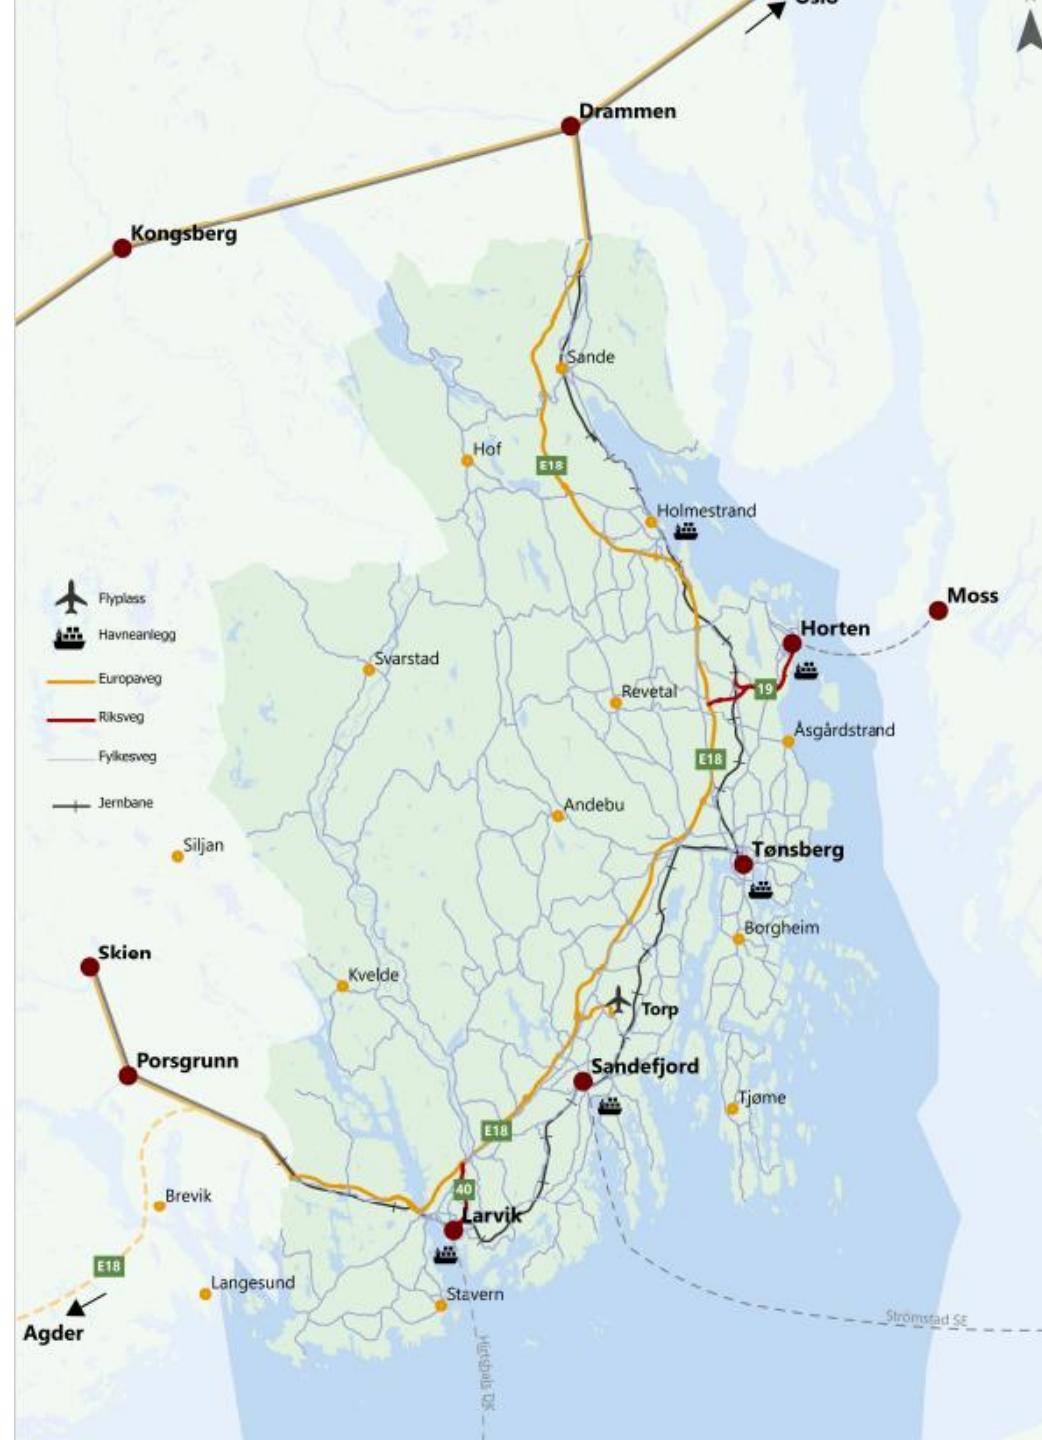 Oslo
Drammen
Kongsberg
Sande
Hof
E18
Holmestrand
Moss
Horten
Flyplass
Havneanlegg
Svarstad
Europaveg
Revetal
19
Riksveg
Åsgårdstrand
Fylkesveg
E18
Jernbane
Andebu
Siljan
Tønsberg
Borgheim
Skien
Kvelde
Torp
Porsgrunn
Sandefjord
Tjøme
E18
Brevik
40
Larvik
E18
Langesund
Stavern
Strömstad SE
Agder
Hirtshals DK